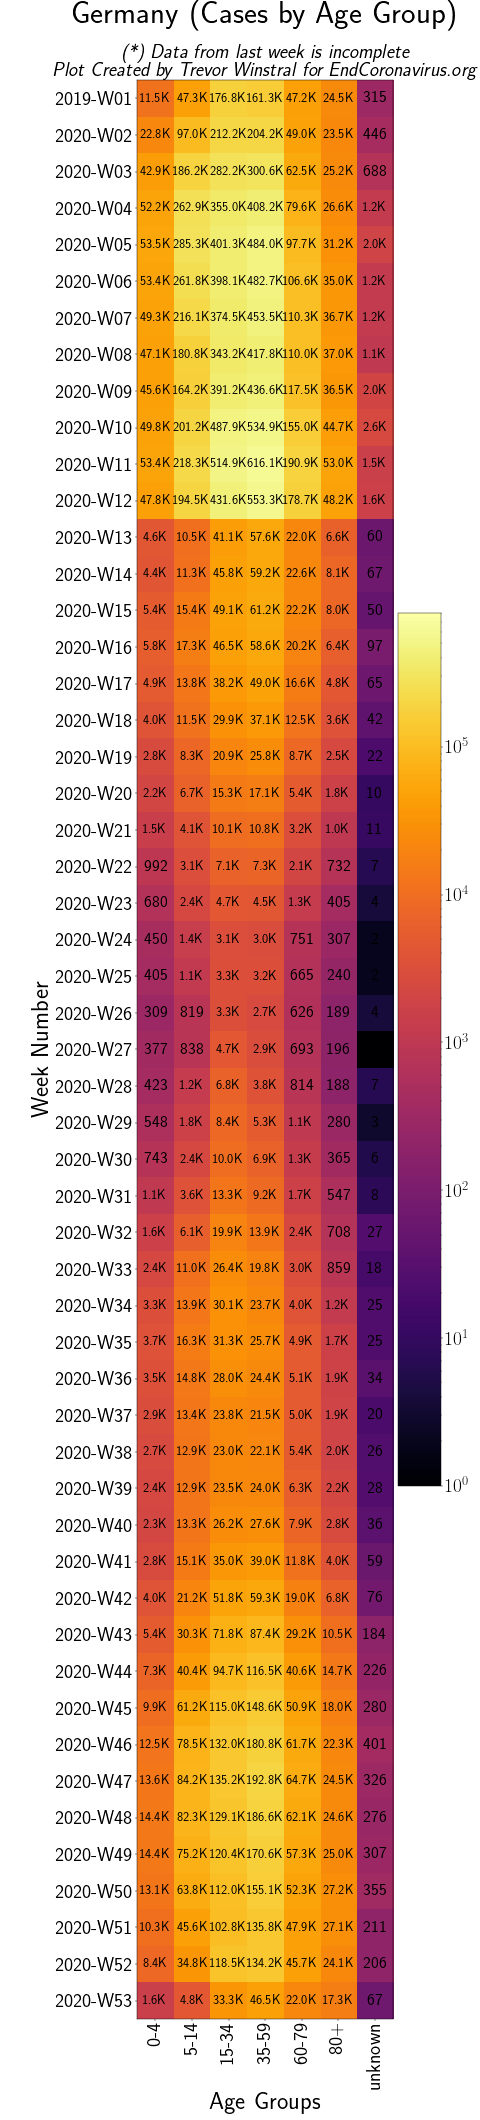 Germany (Cases by Age Group)
(*) Data from last week is incomplete
Plot Created by Trevor Winstral for EndCoronavirus.org
2019-W01 11.5K 47.3K 176.8K 161.3K 47.2K 24.5K 315
2020-W02 22.8K 97.0K 212.2K 204.2K 49.0K 23.5K 446
2020-W03 42.9K 186.2K 282.2K 300.6K 62.5K 25.2K 688
2020-W04 52.2K 262.9K 355.0K 408.2K 79.6K 26.6K 1.2K
2020-W05 53.5K 285.3K 401.3K 484.0K 97.7K 31.2K 2.0K
2020-W06 53.4K 261.8K 398.1K 482.7K 106.6K 35.0K 1.2K
2020-W07 49.3K 216.1K 374.5K 453.5K 110.3K 36.7K 1.2K
2020-W08 47.1K 180.8K 343.2K 417.8K 110.0K 37.0K 1.1K
2020-W09 45.6K 164.2K 391.2K 436.6K 117.5K 36.5K 2.0K
2020-W10 49.8K 201.2K 487.9K 534.9K 155.0K 44.7K 2.6K
2020-W11 53.4K 218.3K 514.9K 616.1K 190.9K 53.0K 1.5K
2020-W12 47.8K 194.5K 431.6K 553.3K 178.7K 48.2K 1.6K
2020-W13 4.6K 10.5K 41.1K 57.6K 22.0K 6.6K 60
2020-W14 4.4K 11.3K 45.8K 59.2K 22.6K 8.1K 67
2020-W15 5.4K 15.4K 49.1K 61.2K 22.2K 8.0K 50
2020-W16 5.8K 17.3K 46.5K 58.6K 20.2K 6.4K 97
2020-W17 4.9K 13.8K 38.2K 49.0K 16.6K 4.8K 65
2020-W18 4.0K 11.5K 29.9K 37.1K 12.5K 3.6K 42
2020-W19 2.8K 8.3K 20.9K 25.8K 8.7K 2.5K 22
2020-W20 2.2K 6.7K 15.3K 17.1K 5.4K 1.8K 10
2020-W21 1.5K 4.1K 10.1K 10.8K 3.2K 1.0K 11
2020-W22 992 3.1K 7.1K 7.3K 2.1K 732 7
2020-W23 680 2.4K 4.7K 4.5K 1.3K 405 4
2020-W24 450 1.4K 3.1K 3.0K 751 307 2
2020-W25 405 1.1K 3.3K 3.2K 665 240 2
2020-W26 309 819 3.3K 2.7K 626 189 4
2020-W27 377 838 4.7K 2.9K 693 196
2020-W28 423 1.2K 6.8K 3.8K 814 188 7
2020-W29 548 1.8K 8.4K 5.3K 1.1K 280 3
2020-W30 743 2.4K 10.0K 6.9K 1.3K 365 6
2020-W31 1.1K 3.6K 13.3K 9.2K 1.7K 547 8
2020-W32 1.6K 6.1K 19.9K 13.9K 2.4K 708 27
2020-W33 2.4K 11.0K 26.4K 19.8K 3.0K 859 18
2020-W34 3.3K 13.9K 30.1K 23.7K 4.0K 1.2K 25
2020-W35 3.7K 16.3K 31.3K 25.7K 4.9K 1.7K 25
2020-W36 3.5K 14.8K 28.0K 24.4K 5.1K 1.9K 34
2020-W37 2.9K 13.4K 23.8K 21.5K 5.0K 1.9K 20
2020-W38 2.7K 12.9K 23.0K 22.1K 5.4K 2.0K 26
2020-W39 2.4K 12.9K 23.5K 24.0K 6.3K 2.2K 28
2020-W40 2.3K 13.3K 26.2K 27.6K 7.9K 2.8K 36
2020-W41 2.8K 15.1K 35.0K 39.0K 11.8K 4.0K 59
2020-W42 4.0K 21.2K 51.8K 59.3K 19.0K 6.8K 76
2020-W43 5.4K 30.3K 71.8K 87.4K 29.2K 10.5K 184
2020-W44 7.3K 40.4K 94.7K 116.5K 40.6K 14.7K 226
2020-W45 9.9K 61.2K 115.0K 148.6K 50.9K 18.0K 280
2020-W46 12.5K 78.5K 132.0K 180.8K 61.7K 22.3K 401
2020-W47 13.6K 84.2K 135.2K 192.8K 64.7K 24.5K 326
2020-W48 14.4K 82.3K 129.1K 186.6K 62.1K 24.6K 276
2020-W49 14.4K 75.2K 120.4K 170.6K 57.3K 25.0K 307
2020-W50 13.1K 63.8K 112.0K 155.1K 52.3K 27.2K 355
2020-W51 10.3K 45.6K 102.8K 135.8K 47.9K 27.1K 211
2020-W52 8.4K 34.8K 118.5K 134.2K 45.7K 24.1K 206
2020-W53 1.6K 4.8K 33.3K 46.5K 22.0K 17.3K 67
0-4 5-14 15-34 35-59 60-79 80+ unknown
Age Groups
Week Number
10^5
10^4
10^3
10^2
10^1
10^0